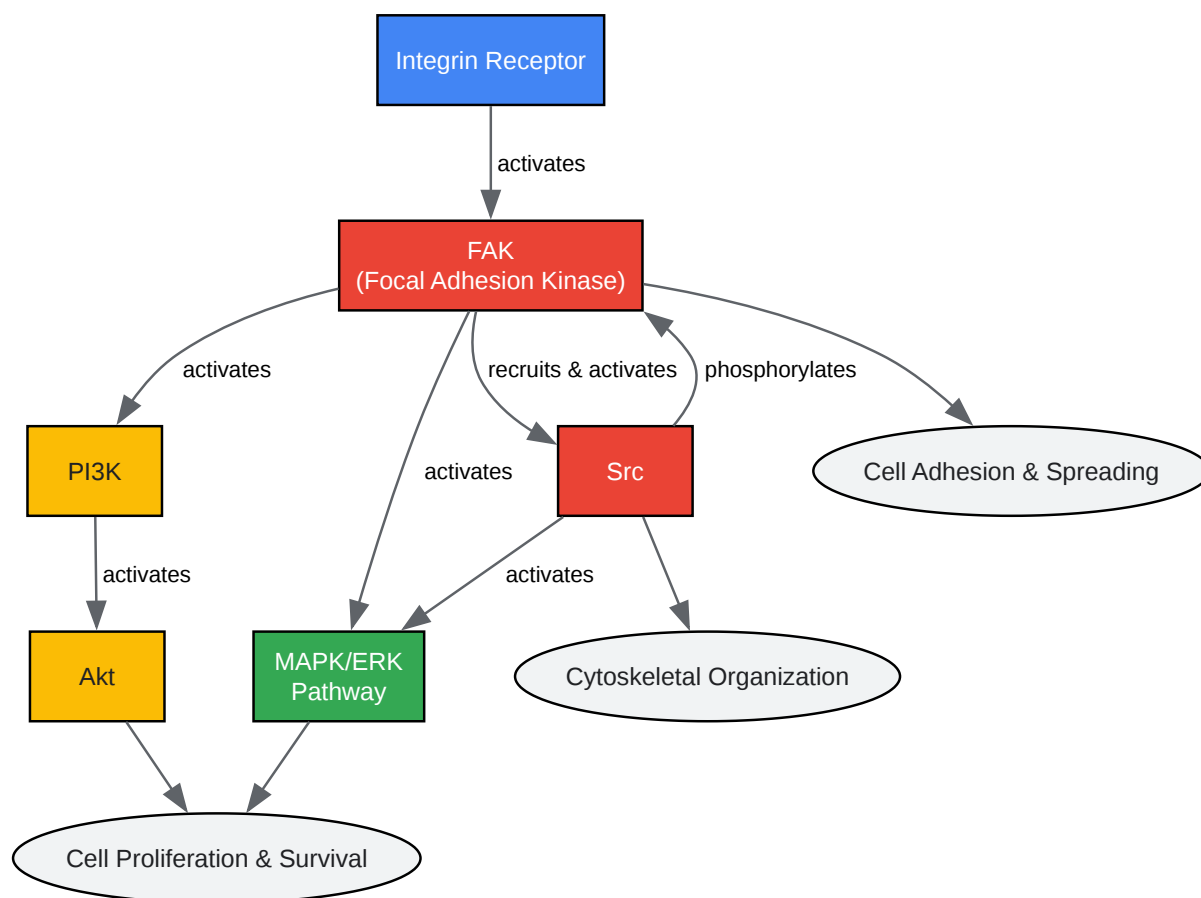 Integrin Receptor
activates
FAK
(Focal Adhesion Kinase)
activates
recruits & activates
phosphorylates
PI3K
activates
Src
Cell Adhesion & Spreading
activates
activates
Akt
MAPK/ERK
Pathway
Cytoskeletal Organization
Cell Proliferation & Survival